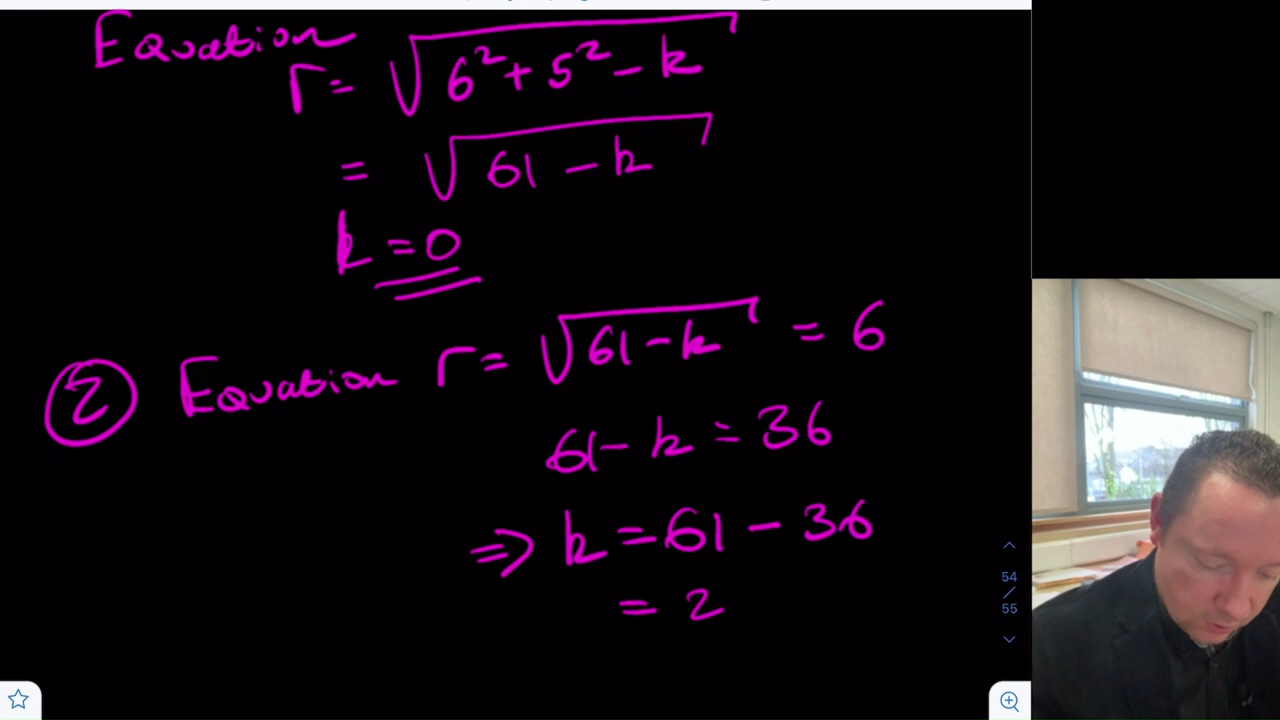 Equation
r = √6² + 5² - k
= √61 - k
k = 0
② Equation r = √61 - k = 6
61 - k = 36
⇒ k = 61 - 36
= 2
54
/
55